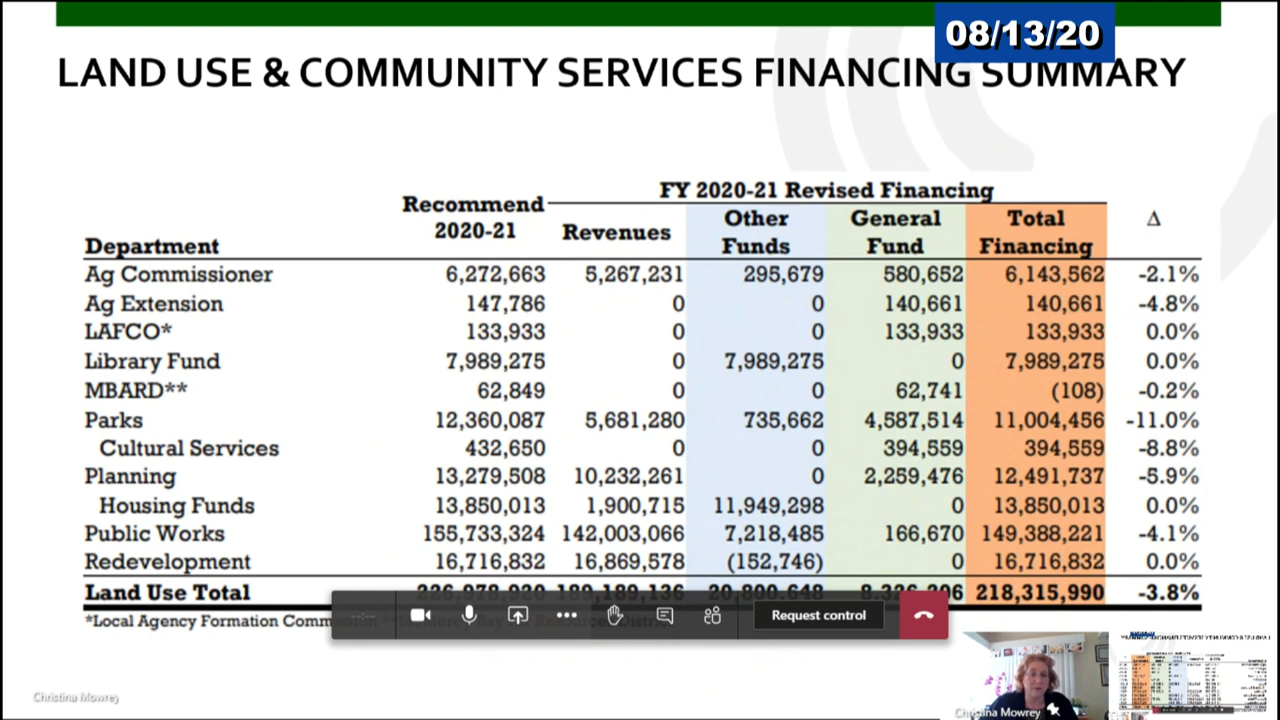 08/13/20
LAND USE & COMMUNITY SERVICES FINANCING SUMMARY
FY 2020-21 Revised Financing
Department Recommend 2020-21 Revenues Other Funds General Fund Total Financing Δ
Ag Commissioner 6,272,663 5,267,231 295,679 580,652 6,143,562 -2.1%
Ag Extension 147,786 0 0 140,661 140,661 -4.8%
LAFCO* 133,933 0 0 133,933 133,933 0.0%
Library Fund 7,989,275 0 7,989,275 0 7,989,275 0.0%
MBARD** 62,849 0 0 62,741 (108) -0.2%
Parks 12,360,087 5,681,280 735,662 4,587,514 11,004,456 -11.0%
Cultural Services 432,650 0 0 394,559 394,559 -8.8%
Planning 13,279,508 10,232,261 0 2,259,476 12,491,737 -5.9%
Housing Funds 13,850,013 1,900,715 11,949,298 0 13,850,013 0.0%
Public Works 155,733,324 142,003,066 7,218,485 166,670 149,388,221 -4.1%
Redevelopment 16,716,832 16,869,578 (152,746) 0 16,716,832 0.0%
Land Use Total 218,315,990 -3.8%
*Local Agency Formation
Request control
Christina Mowrey
Christina Mowrey